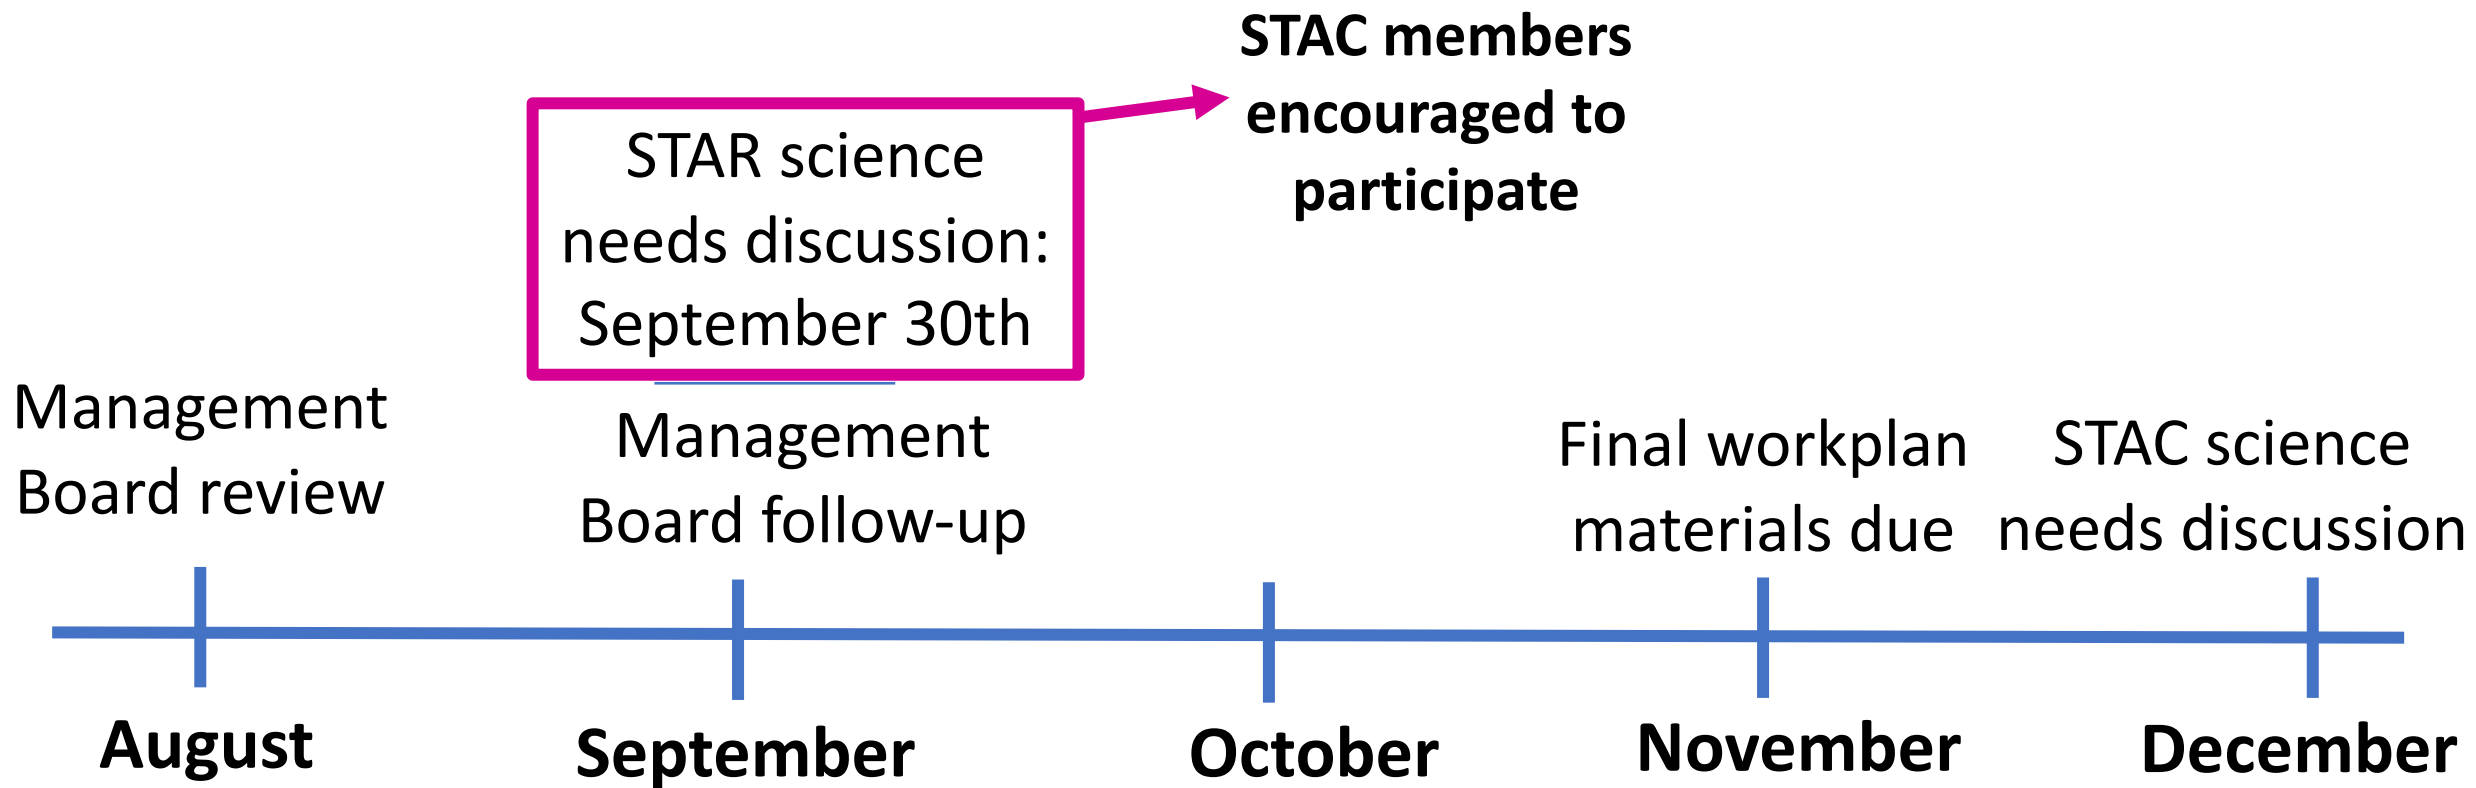 STAC members
encouraged to
participate
STAR science
needs discussion:
September 30th
Management
Board review
Management
Board follow-up
Final workplan
materials due
STAC science
needs discussion
August
September
October
November
December